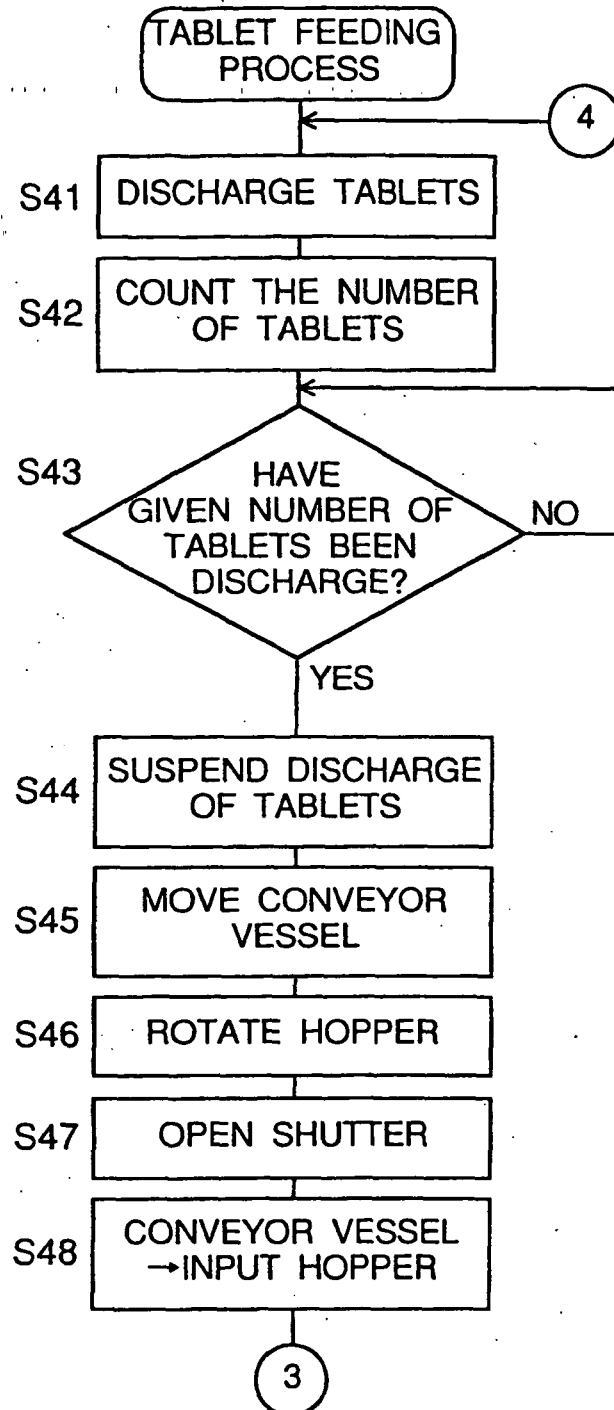 TABLET FEEDING
PROCESS
4
S41
DISCHARGE TABLETS
S42
COUNT THE NUMBER
OF TABLETS
S43
HAVE
GIVEN NUMBER OF
TABLETS BEEN
DISCHARGE?
NO
YES
S44
SUSPEND DISCHARGE
OF TABLETS
S45
MOVE CONVEYOR
VESSEL
S46
ROTATE HOPPER
S47
OPEN SHUTTER
S48
CONVEYOR VESSEL
→INPUT HOPPER
3